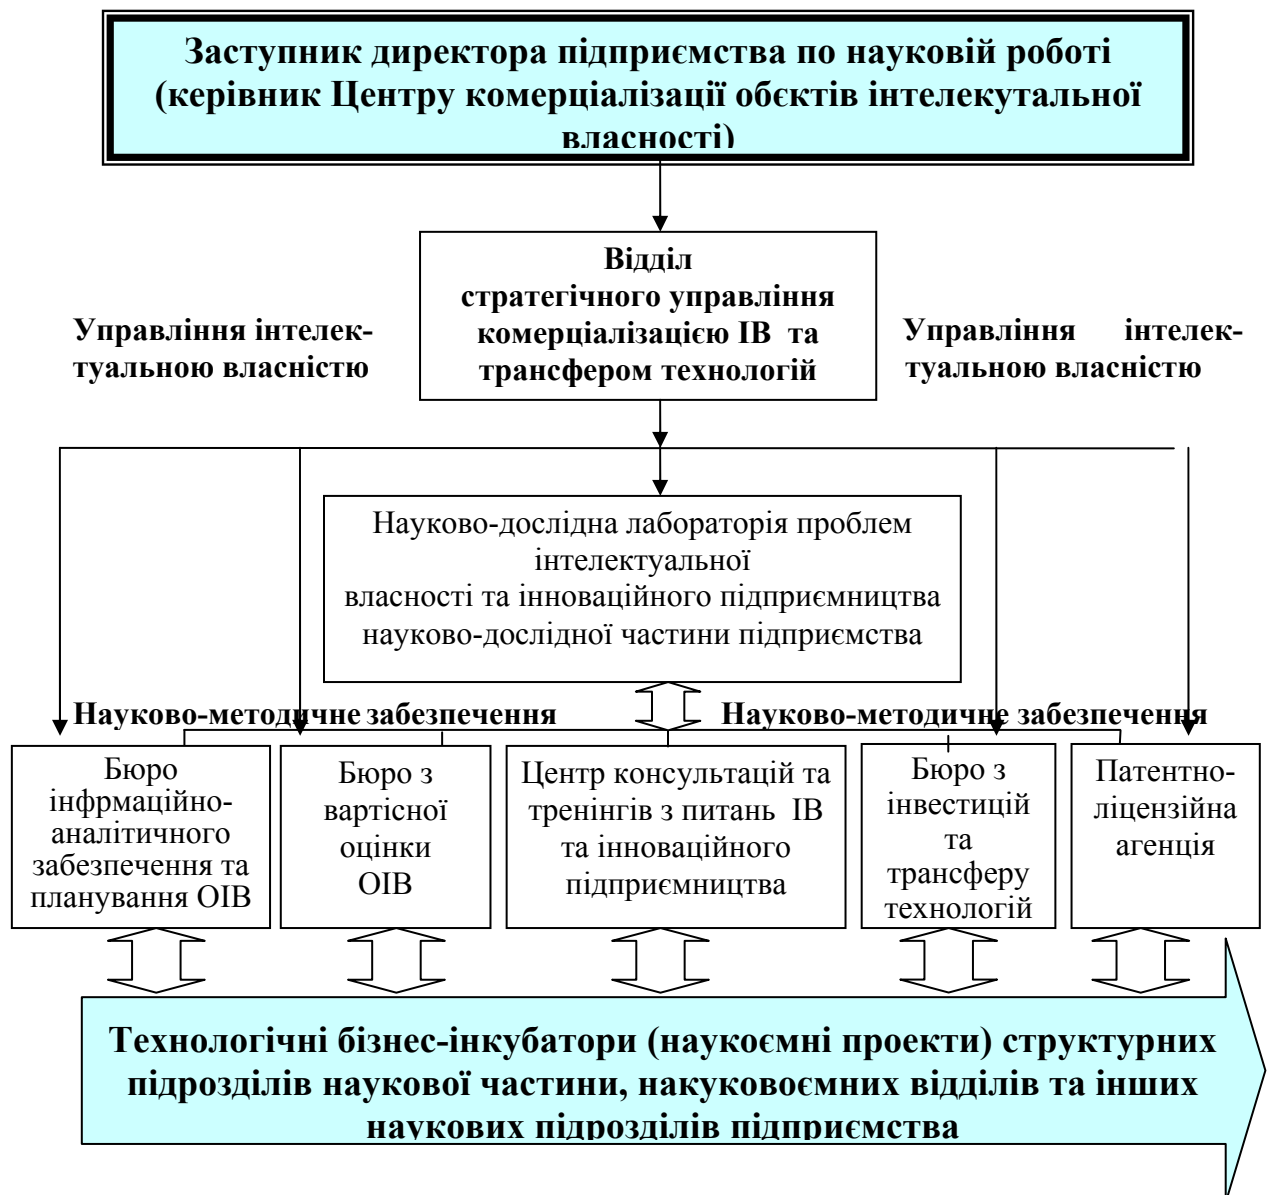 Заступник директора підприємства по науковій роботі
(керівник Центру комерціалізації обєктів інтелекутальної
власності)
Відділ
стратегічного управління
комерціалізацією ІВ та
трансфером технологій
Управління інтелек-
туальною власністю
Управління інтелек-
туальною власністю
Науково-дослідна лабораторія проблем
інтелектуальної
власності та інноваційного підприємництва
науково-дослідної частини підприємства
Науково-методичне забезпечення
Науково-методичне забезпечення
Бюро
інфрмаційно-
аналітичного
забезпечення та
планування ОІВ
Бюро з
вартісної
оцінки
ОІВ
Центр консультацій та
тренінгів з питань ІВ
та інноваційного
підприємництва
Бюро з
інвестицій
та
трансферу
технологій
Патентно-
ліцензійна
агенція
Технологічні бізнес-інкубатори (наукоємні проекти) структурних
підрозділів наукової частини, накуковоємних відділів та інших
наукових підрозділів підприємства